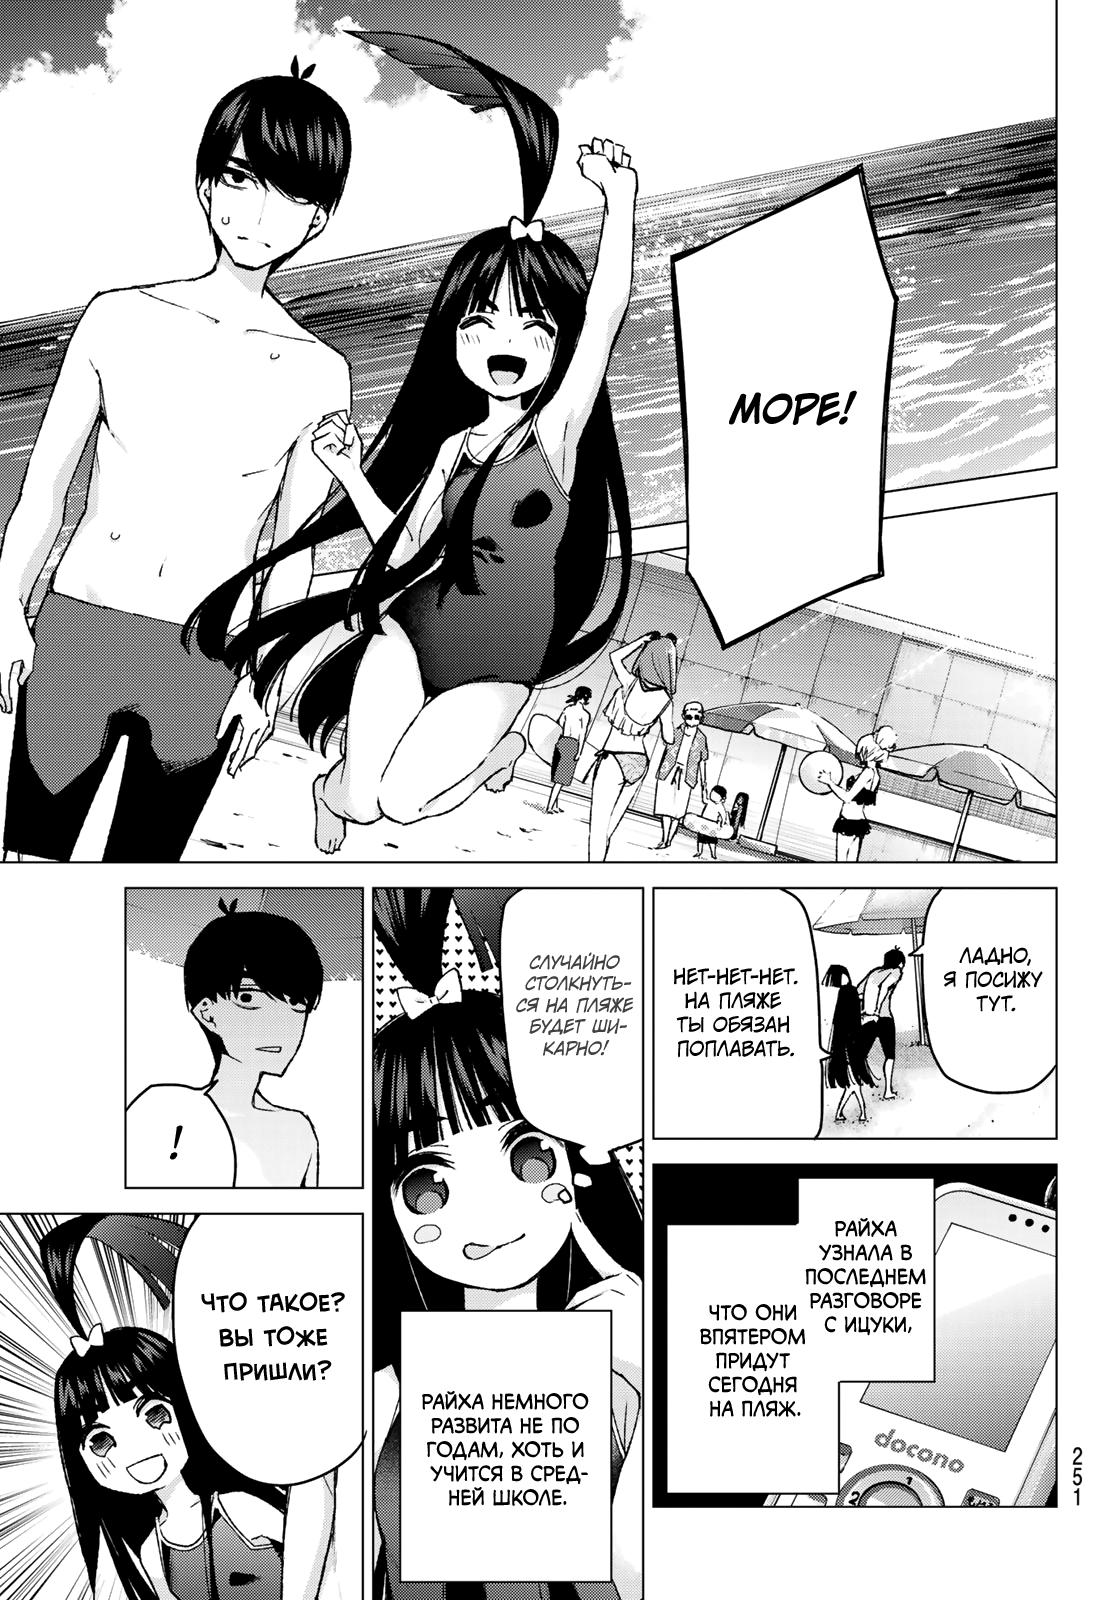 МОРЕ!
ЛАДНО,
Я ПОСИЖУ
ТУТ.
НЕТ-НЕТ-НЕТ.
НА ПЛЯЖЕ
ТЫ ОБЯЗАН
ПОПЛАВАТЬ.
РАЙХА
УЗНАЛА В
ПОСЛЕДНЕМ
РАЗГОВОРЕ
С ИЦУКИ,
ЧТО ОНИ
ВПЯТЕРОМ
ПРИДУТ
СЕГОДНЯ
НА ПЛЯЖ.
docono
1
2
СЛУЧАЙНО
СТОЛКНУТЬ-
СЯ НА ПЛЯЖЕ
БУДЕТ ШИ-
КАРНО!
РАЙХА НЕМНОГО
РАЗВИТА НЕ ПО
ГОДАМ, ХОТЬ И
УЧИТСЯ В СРЕД-
НЕЙ ШКОЛЕ.
!
ЧТО ТАКОЕ?
ВЫ ТОЖЕ
ПРИШЛИ?
251